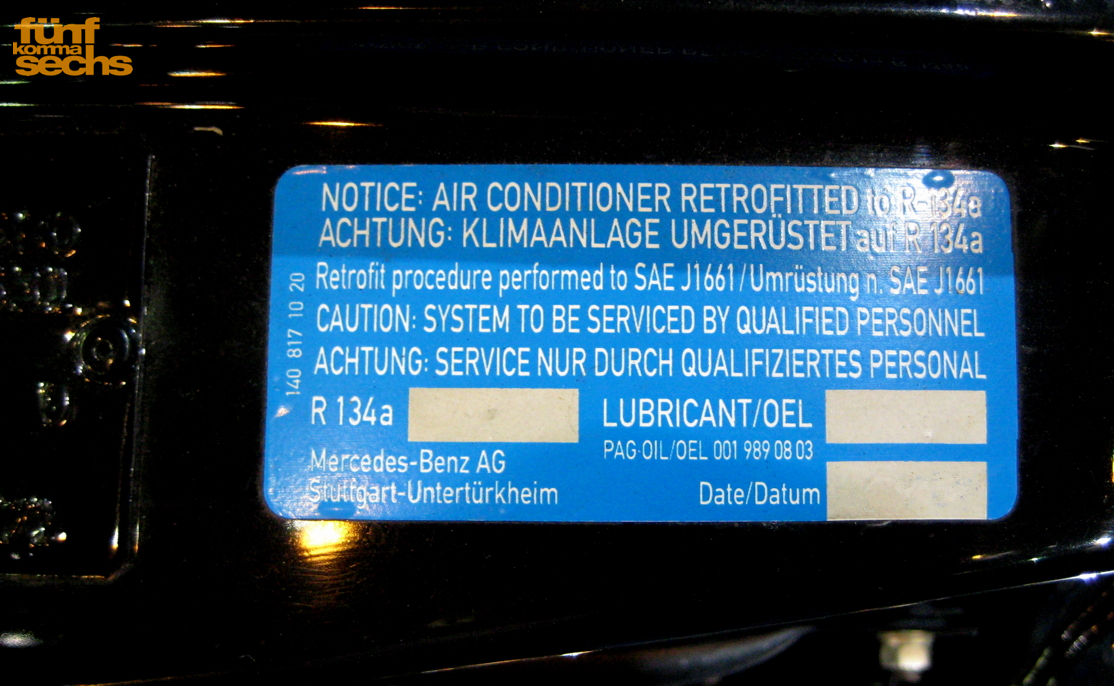 fünf
komma
sechs
NOTICE: AIR CONDITIONER RETROFITTED to R-134a
ACHTUNG: KLIMAANLAGE UMGERÜSTET auf R 134a
Retrofit procedure performed to SAE J1661/Umrüstung n. SAE J1661
CAUTION: SYSTEM TO BE SERVICED BY QUALIFIED PERSONNEL
ACHTUNG: SERVICE NUR DURCH QUALIFIZIERTES PERSONAL
140 817 10 20
R 134a
LUBRICANT/OEL
PAG-OIL/OEL 001 989 08 03
Mercedes-Benz AG
Stuttgart-Untertürkheim
Date/Datum